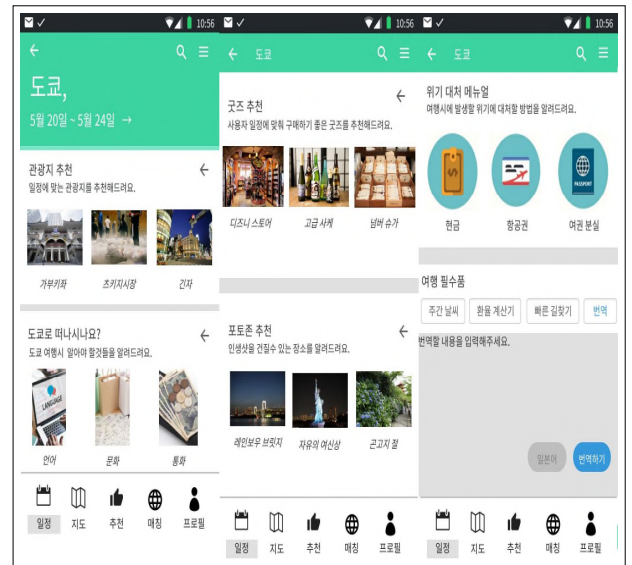 10:56
도쿄,
5월 20일 ~ 5월 24일 →
관광지 추천
일정에 맞는 관광지를 추천해드려요.
가부키좌
츠키지시장
긴자
도쿄로 떠나시나요?
도쿄 여행시 알아야 할것들을 알려드려요.
LANGUAGE
언어
문화
통화
일정
지도
추천
매칭
프로필
10:56
도쿄
굿즈 추천
사용자 일정에 맞춰 구매하기 좋은 굿즈를 추천해드려요.
디즈니 스토어
고급 사케
넘버 슈가
포토존 추천
인생샷을 건질수 있는 장소를 알려드려요.
레인보우 브릿지
자유의 여신상
곤고지 절
일정
지도
추천
매칭
프로필
10:56
도쿄
위기 대처 메뉴얼
여행시에 발생할 위기에 대처할 방법을 알려드려요.
PASSPORT
현금
항공권
여권 분실
여행 필수품
주간 날씨
환율 계산기
빠른 길찾기
번역
번역할 내용을 입력해주세요.
일본어
번역하기
일정
지도
추천
매칭
프로필